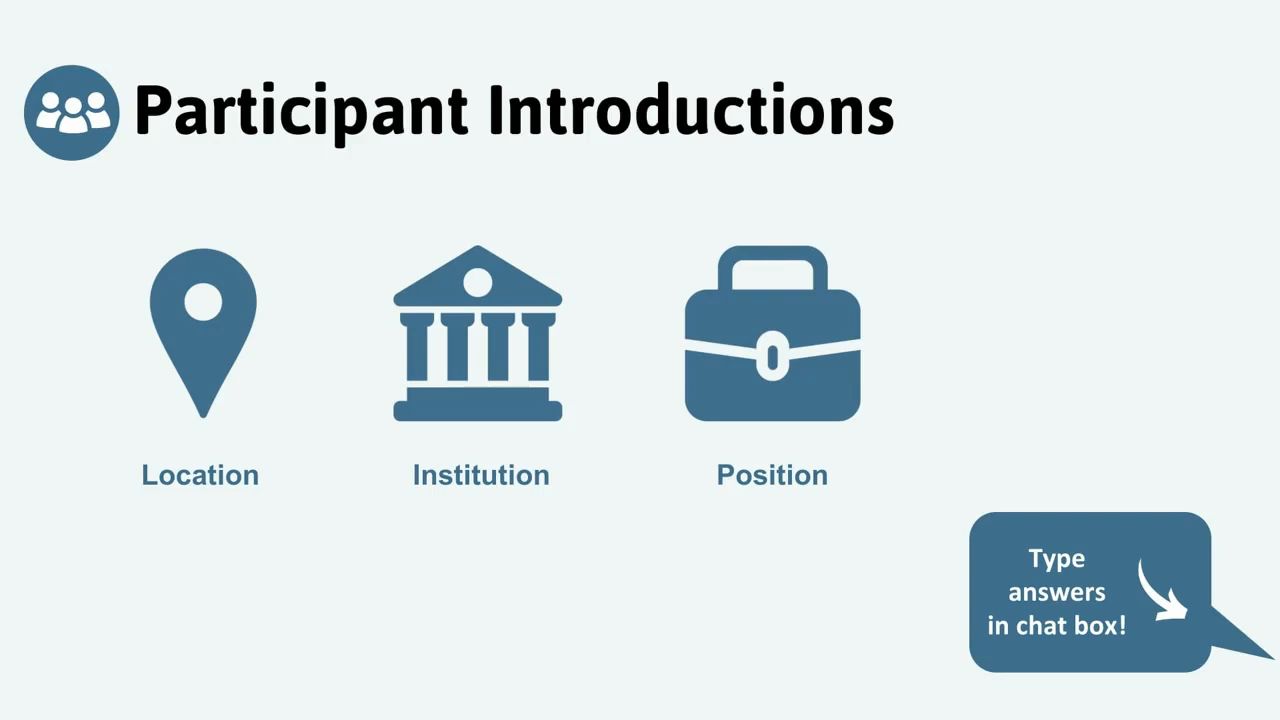 Participant Introductions
Location
Institution
Position
Type
answers
in chat box!